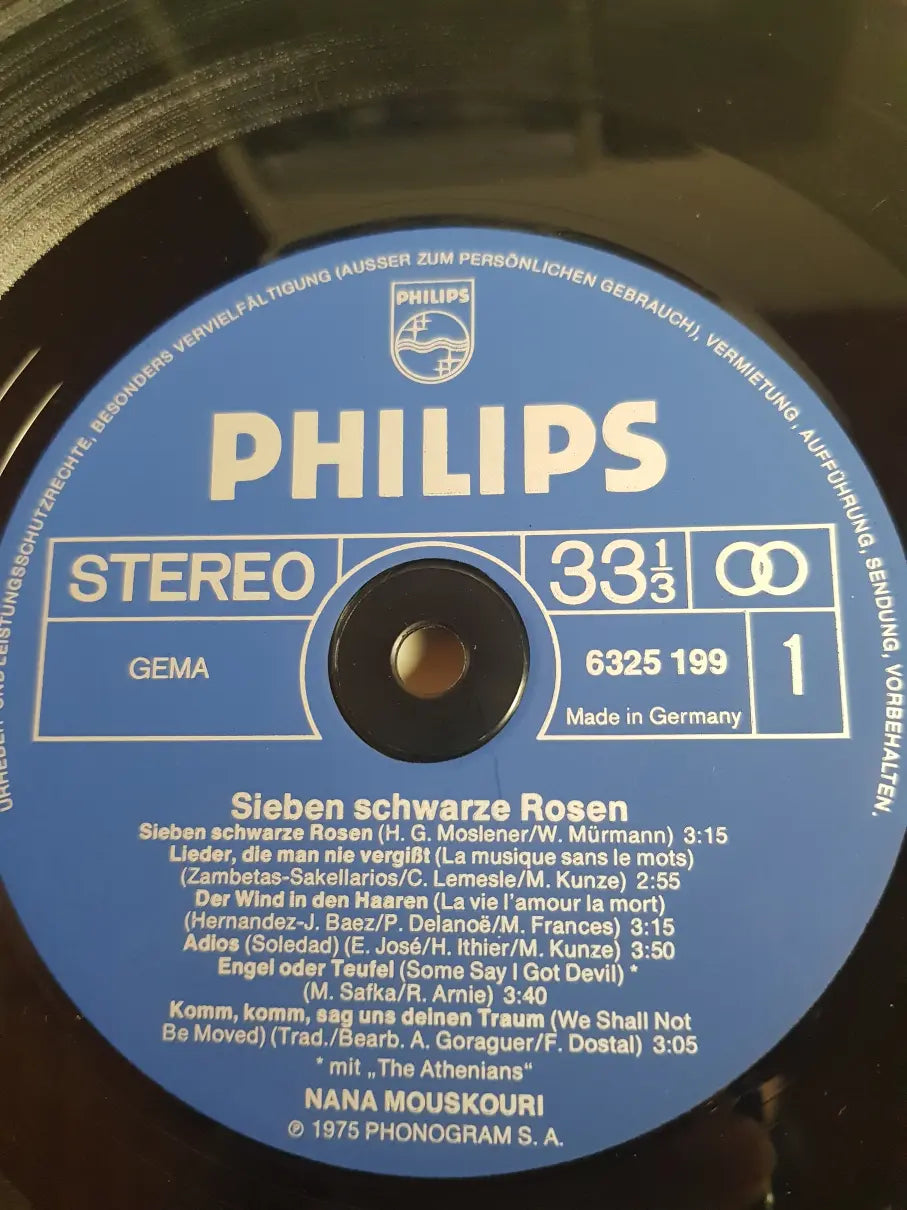 URHEBER- UND LEISTUNGSSCHUTZRECHTE, BESONDERS VERVIELFÄLTIGUNG (AUSSER ZUM PERSÖNLICHEN GEBRAUCH), VERMIETUNG, AUFFÜHRUNG, SENDUNG, VORBEHALTEN.
PHILIPS
PHILIPS
STEREO
33 1/3
GEMA
6325 199
1
Made in Germany
Sieben schwarze Rosen
Sieben schwarze Rosen (H. G. Moslener/W. Mürmann) 3:15
Lieder, die man nie vergißt (La musique sans le mots)
(Zambetas-Sakellarios/C. Lemesle/M. Kunze) 2:55
Der Wind in den Haaren (La vie l'amour la mort)
(Hernandez-J. Baez/P. Delanoë/M. Frances) 3:15
Adios (Soledad) (E. José/H. Ithier/M. Kunze) 3:50
Engel oder Teufel (Some Say I Got Devil) *
(M. Safka/R. Arnie) 3:40
Komm, komm, sag uns deinen Traum (We Shall Not
Be Moved) (Trad./Bearb. A. Goraguer/F. Dostal) 3:05
* mit „The Athenians"
NANA MOUSKOURI
℗ 1975 PHONOGRAM S. A.